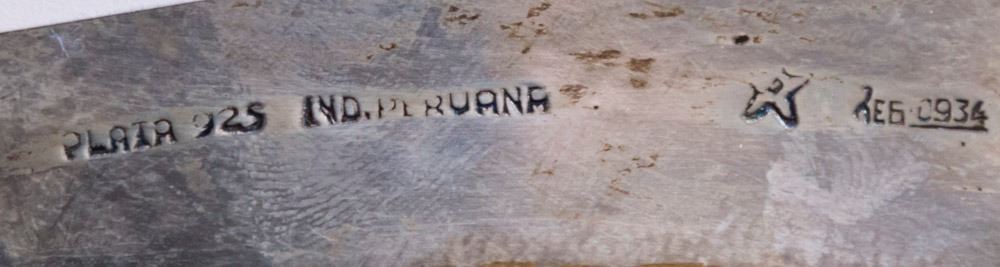 PLATA 925 IND. PERUANA REG. 0934